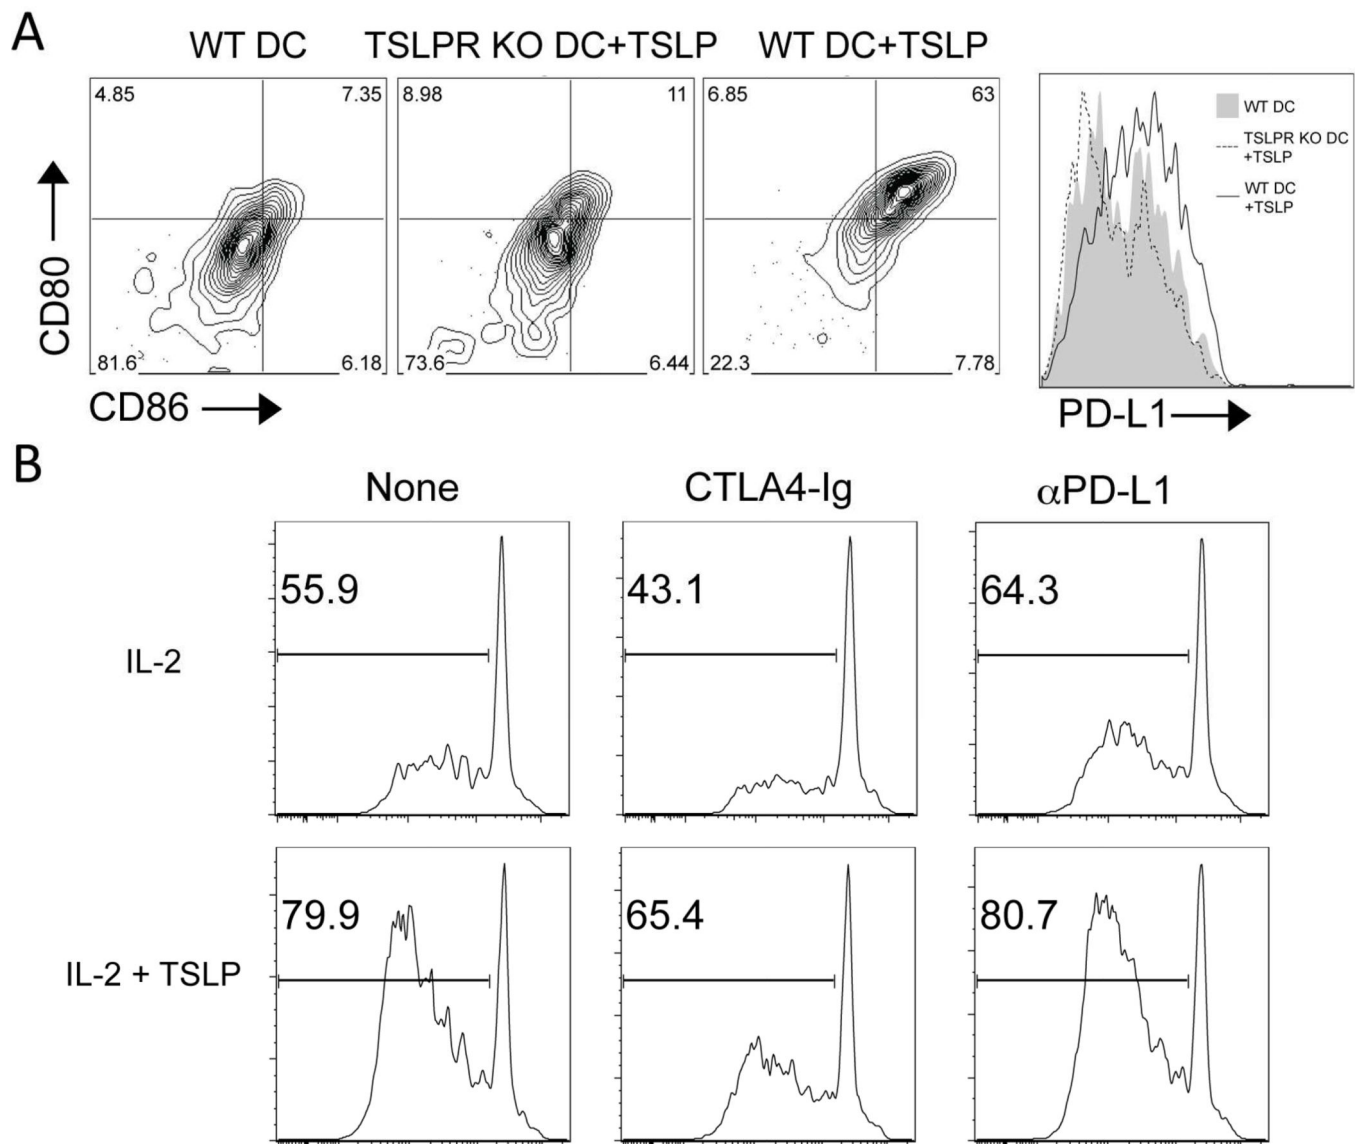 A
WT DC
TSLPR KO DC+TSLP
WT DC+TSLP
4.85
7.35
81.6
6.18
8.98
11
73.6
6.44
6.85
63
22.3
7.78
CD80
CD86
WT DC
TSLPR KO DC
+TSLP
WT DC
+TSLP
PD-L1
B
None
CTLA4-Ig
αPD-L1
IL-2
55.9
43.1
64.3
IL-2 + TSLP
79.9
65.4
80.7